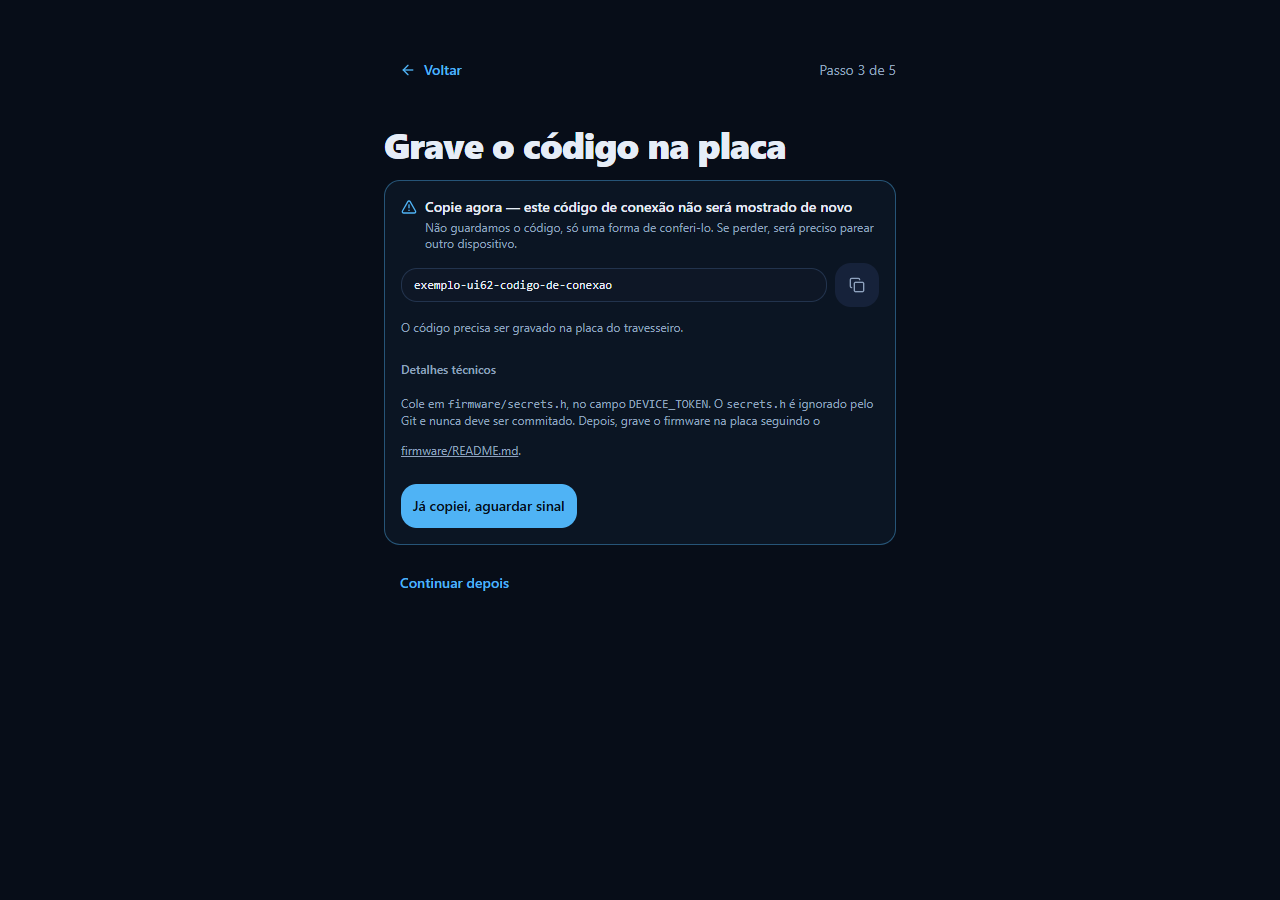 Voltar
Passo 3 de 5
Grave o código na placa
Copie agora — este código de conexão não será mostrado de novo
Não guardamos o código, só uma forma de conferi-lo. Se perder, será preciso parear
outro dispositivo.
exemplo-ui62-codigo-de-conexao
O código precisa ser gravado na placa do travesseiro.
Detalhes técnicos
Cole em firmware/secrets.h, no campo DEVICE_TOKEN. O secrets.h é ignorado pelo
Git e nunca deve ser commitado. Depois, grave o firmware na placa seguindo o
firmware/README.md.
Já copiei, aguardar sinal
Continuar depois